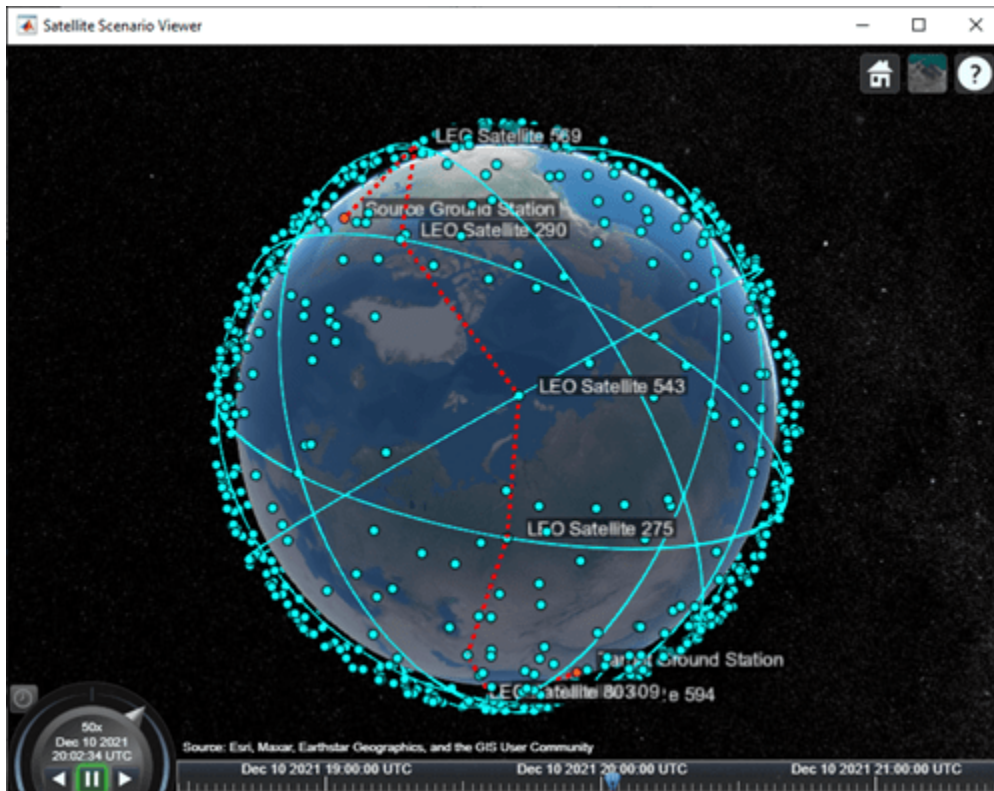 Satellite Scenario Viewer
?
LEO Satellite 569
Source Ground Station
LEO Satellite 290
LEO Satellite 543
LEO Satellite 275
Ground Station
594
50x
Dec 10 2021
20:02:34 UTC
Source: Esri, Maxar, Earthstar Geographics, and the GIS User Community
Dec 10 2021 19:00:00 UTC
Dec 10 2021 20:00:00 UTC
Dec 10 2021 21:00:00 UTC